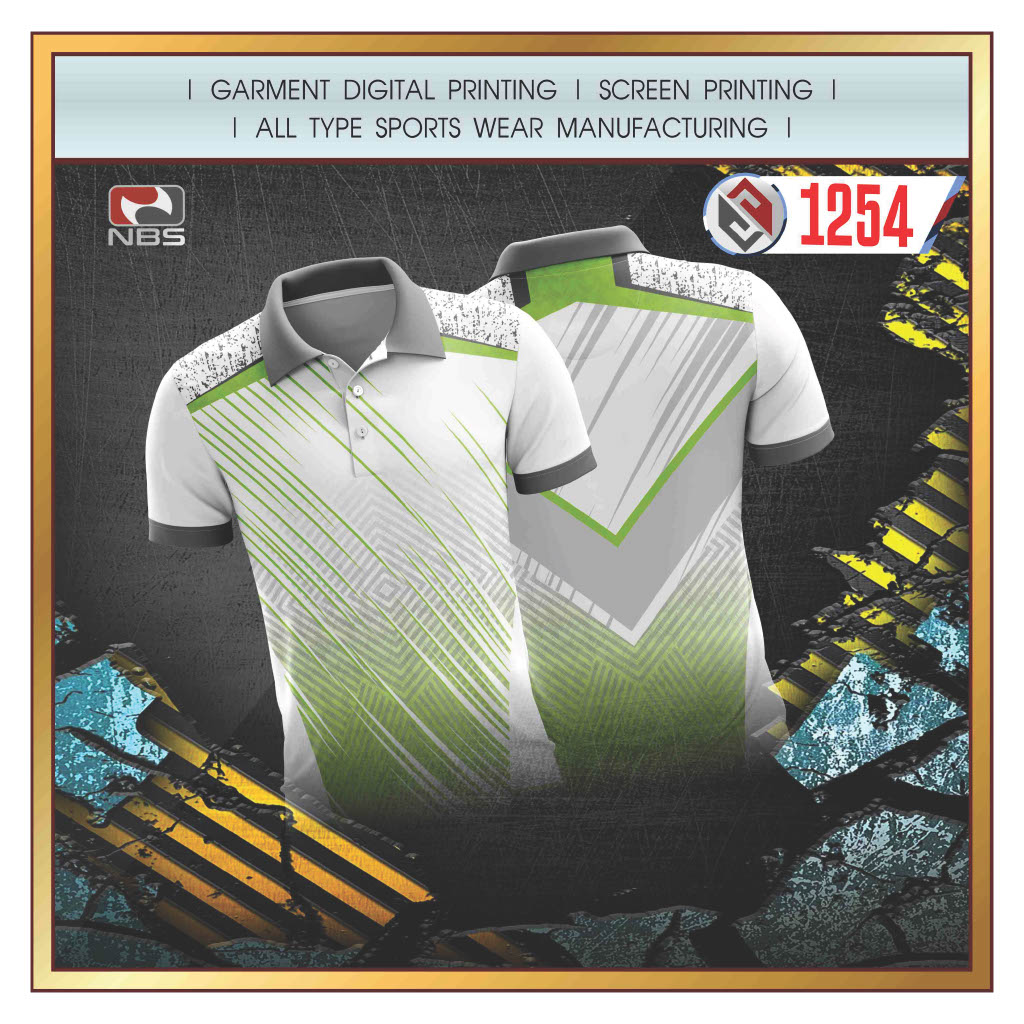 | GARMENT DIGITAL PRINTING | SCREEN PRINTING |
| ALL TYPE SPORTS WEAR MANUFACTURING |
NBS
1254